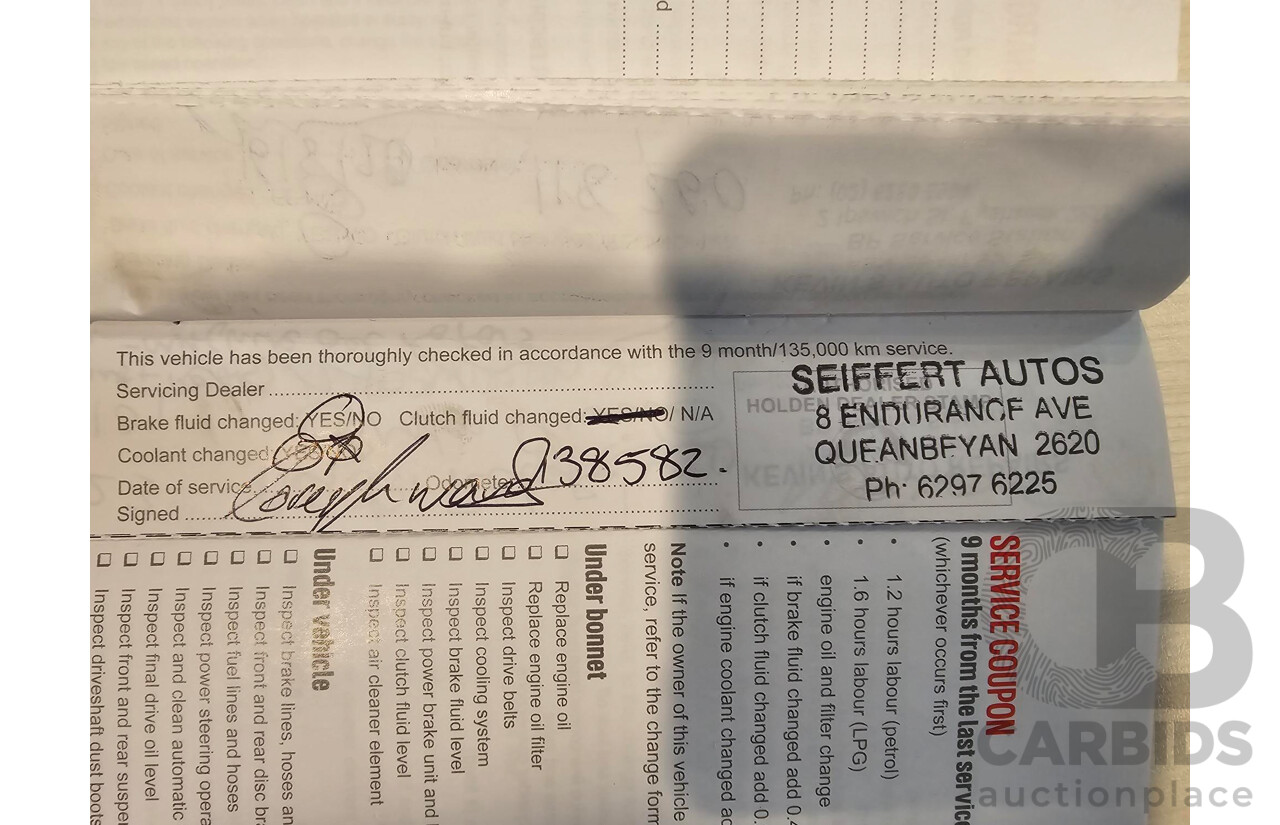 This vehicle has been thoroughly checked in accordance with the 9 month/135,000 km service.
Servicing Dealer
Brake fluid changed: YES/NO Clutch fluid changed: YES/NO/ N/A
Coolant changed: YES/NO
Date of service Odometer 138582.
Signed
HOLDEN DEALER STAMP
SEIFFERT AUTOS
8 ENDURANCE AVE
QUEANBEYAN 2620
Ph: 6297 6225
SERVICE COUPON
9 months from the last service
(whichever occurs first)
• 1.2 hours labour (petrol)
• 1.6 hours labour (LPG)
• engine oil and filter change
• if brake fluid changed add 0.4
• if clutch fluid changed add 0.
• if engine coolant changed ad
Note If the owner of this vehicle
service, refer to the change form
Under bonnet
❑ Replace engine oil
❑ Replace engine oil filter
❑ Inspect drive belts
❑ Inspect cooling system
❑ Inspect brake fluid level
❑ Inspect power brake unit and
❑ Inspect clutch fluid level
❑ Inspect air cleaner element
Under vehicle
❑ Inspect brake lines, hoses an
❑ Inspect front and rear disc bra
❑ Inspect fuel lines and hoses
❑ Inspect power steering opera
❑ Inspect and clean automatic
❑ Inspect final drive oil level
❑ Inspect front and rear suspen
❑ Inspect driveshaft dust boots
CARBIDS
auctionplace